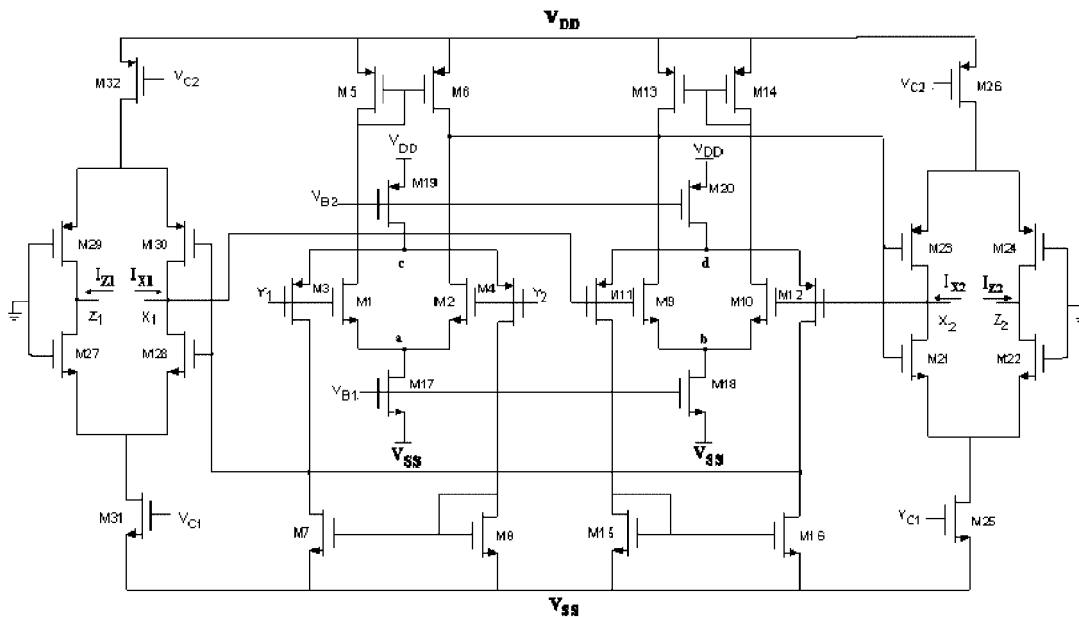 VDD
M32
VC2
M5
M6
M13
M14
VC2
M26
VDD
M19
VDD
M20
VB2
M29
M30
c
d
M23
M24
IZ1
IX1
Y1
M3
M1
M2
M4
Y2
M11
M9
M10
M12
IX2
IZ2
Z1
X1
X2
Z2
M27
M28
a
b
M21
M22
M17
M18
VB1
VSS
VSS
M31
VC1
M7
M8
M15
M16
VC1
M25
VSS